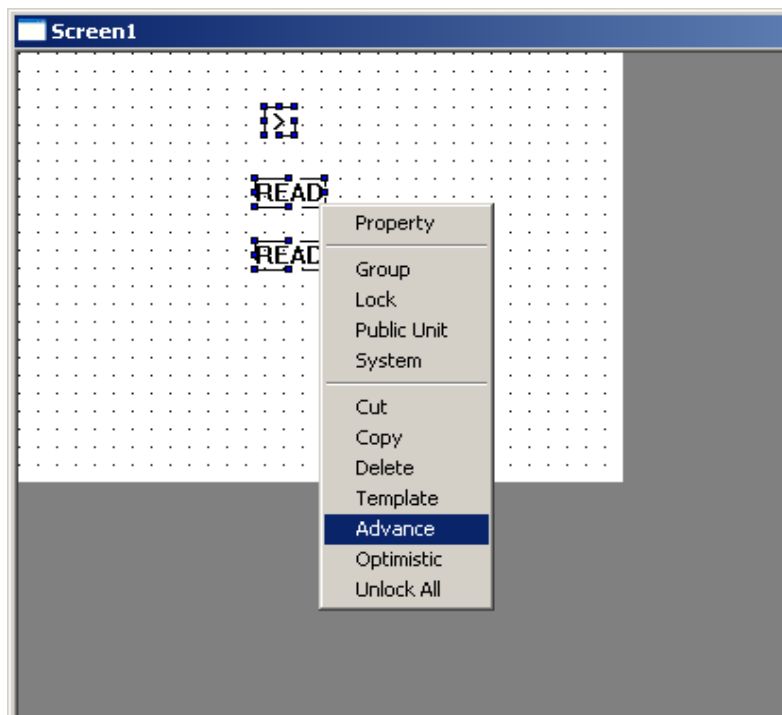 Screen1
>
READ
READ
Property
Group
Lock
Public Unit
System
Cut
Copy
Delete
Template
Advance
Optimistic
Unlock All